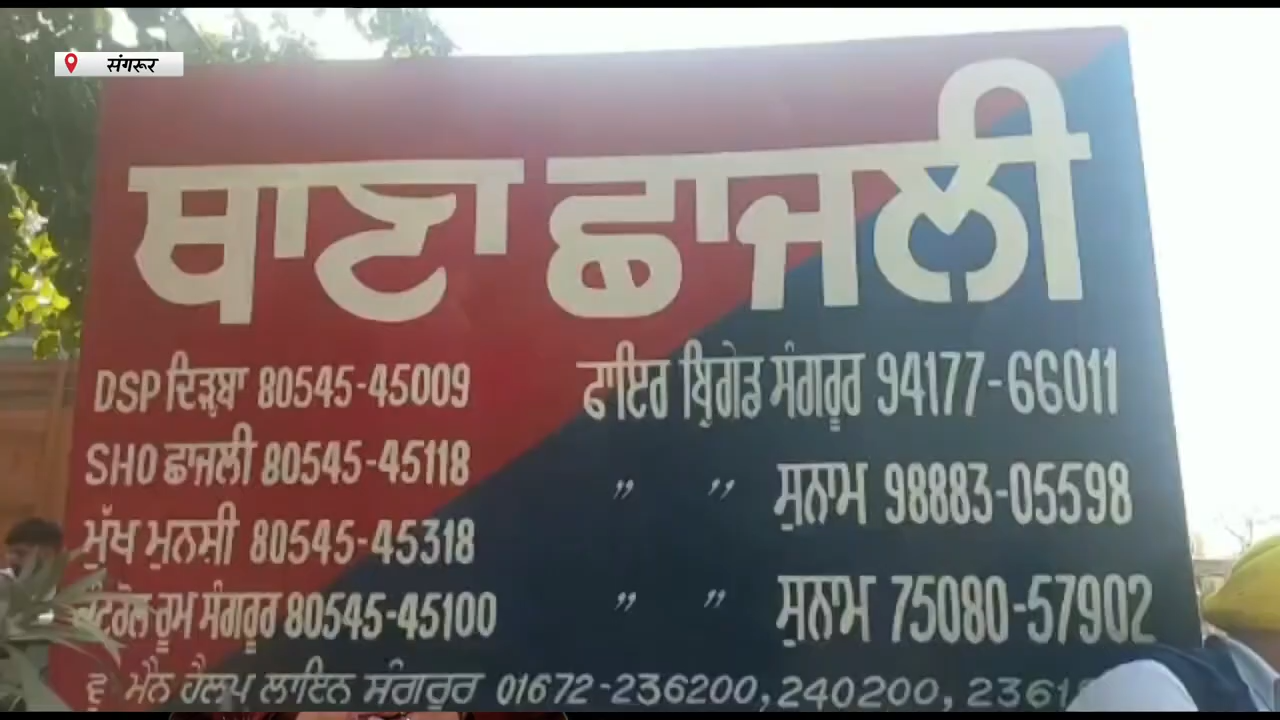 संगरूर
ਥਾਣਾ ਛਾਜਲੀ
DSP ਦਿੜ੍ਹਬਾ 80545-45009
ਫਾਇਰ ਬ੍ਰਿਗੇਡ ਸੰਗਰੂਰ 94177-66011
SHO ਛਾਜਲੀ 80545-45118
" " ਸੁਨਾਮ 98883-05598
ਮੁੱਖ ਮੁਨਸ਼ੀ 80545-45318
ਰੂਮ ਸੰਗਰੂਰ 80545-45100
" " ਸੁਨਾਮ 75080-57902
ਵੂ ਮੈਨ ਹੈਲਪ ਲਾਇਨ ਸੰਗਰੂਰ 01672-236200, 240200,